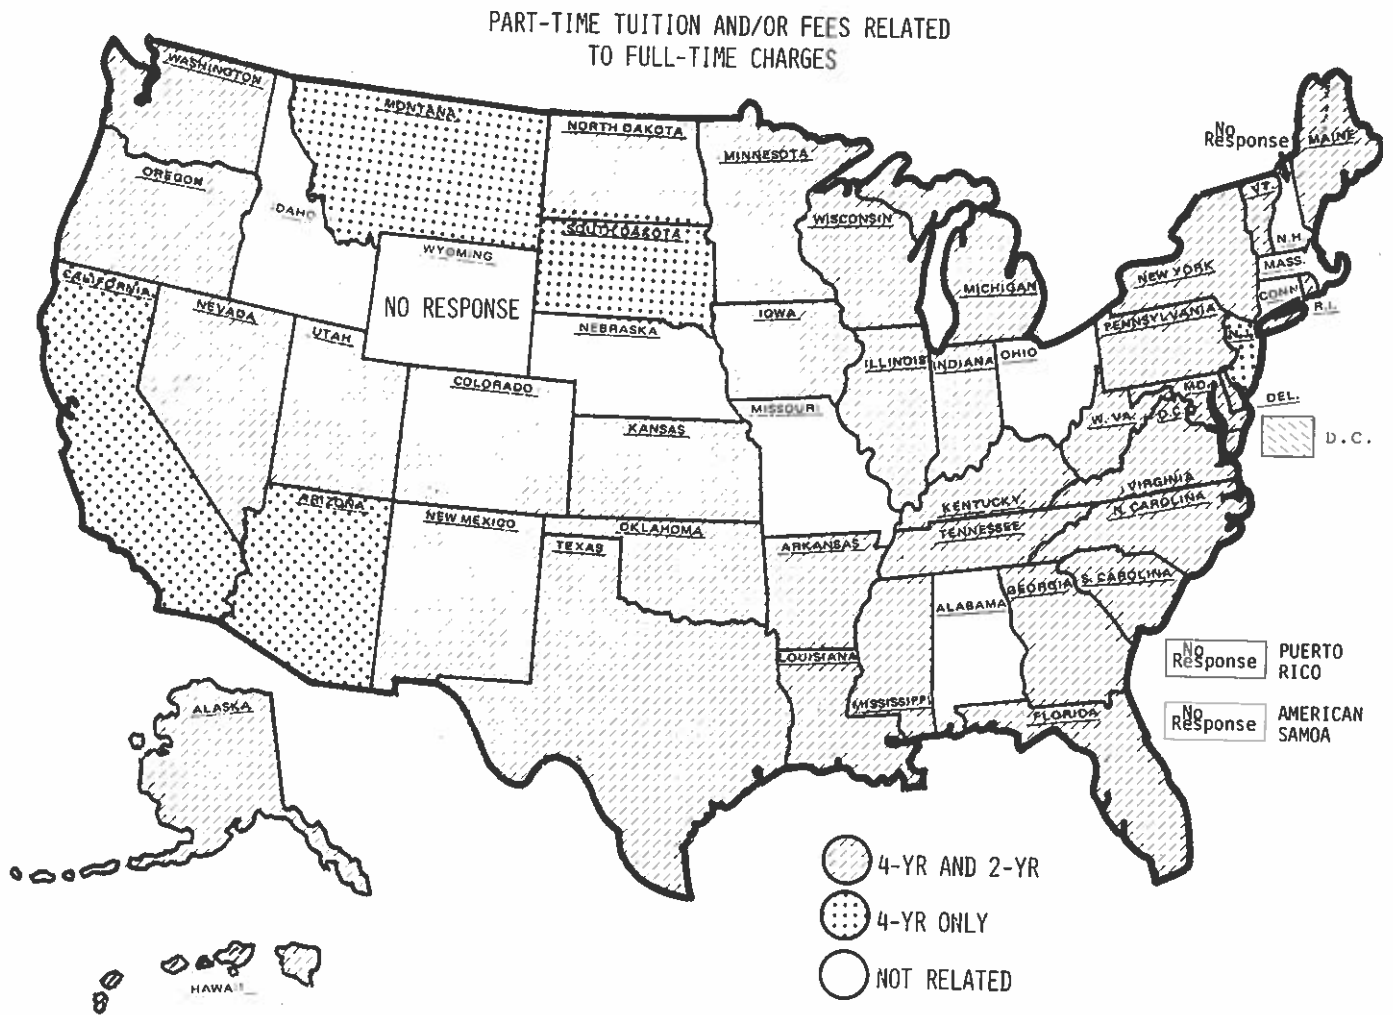 PART-TIME TUITION AND/OR FEES RELATED
TO FULL-TIME CHARGES
WASHINGTON
MONTANA
NORTH DAKOTA
MINNESOTA
No
Response
MAINE
OREGON
IDAHO
SOUTH DAKOTA
WISCONSIN
VT.
N.H.
WYOMING
NO RESPONSE
MICHIGAN
NEW YORK
MASS.
CONN
R.I.
CALIFORNIA
NEVADA
UTAH
NEBRASKA
IOWA
PENNSYLVANIA
N.J.
ILLINOIS
INDIANA
OHIO
COLORADO
MISSOURI
MD.
DEL.
KANSAS
W. VA.
D.C.
D.C.
VIRGINIA
KENTUCKY
ARIZONA
NEW MEXICO
OKLAHOMA
TEXAS
ARKANSAS
TENNESSEE
N. CAROLINA
S. CAROLINA
GEORGIA
ALABAMA
LOUISIANA
MISSISSIPPI
FLORIDA
No
Response
PUERTO
RICO
No
Response
AMERICAN
SAMOA
ALASKA
HAWAII
4-YR AND 2-YR
4-YR ONLY
NOT RELATED